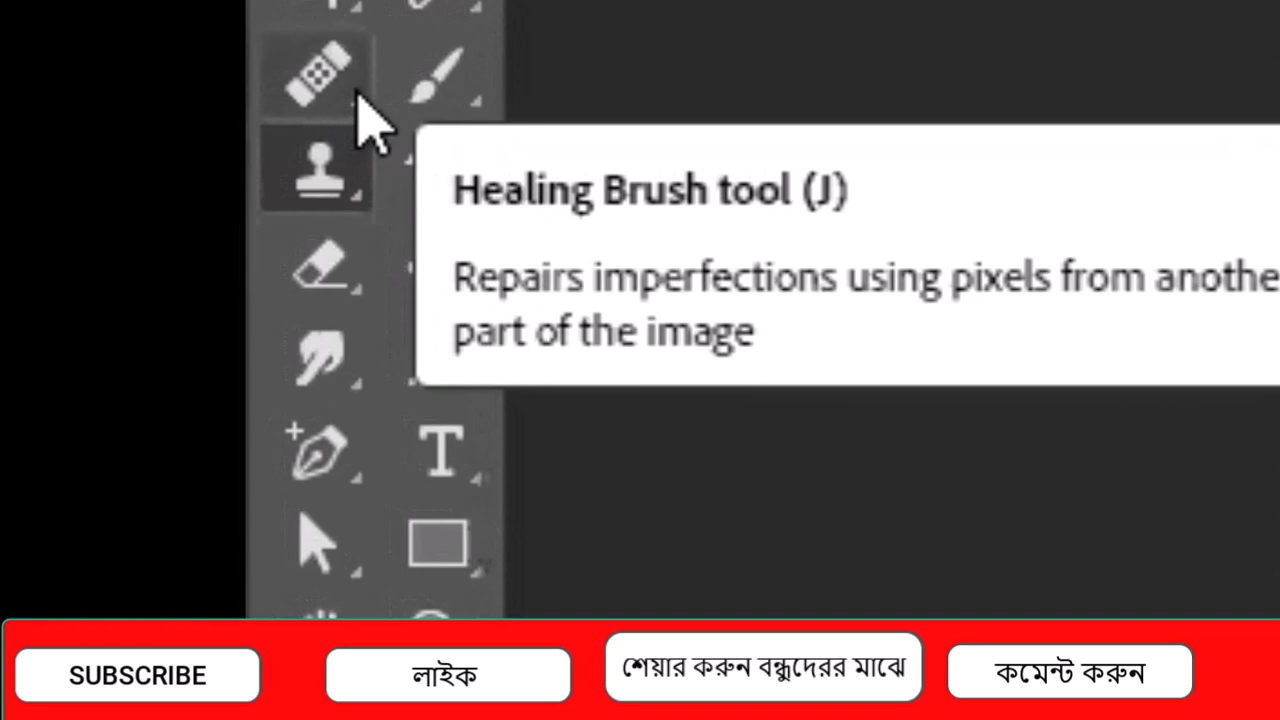 Healing Brush tool (J)
Repairs imperfections using pixels from anothe
part of the image
T
SUBSCRIBE
লাইক
শেয়ার করুন বন্ধুদেরর মাঝে
কমেন্ট করুন